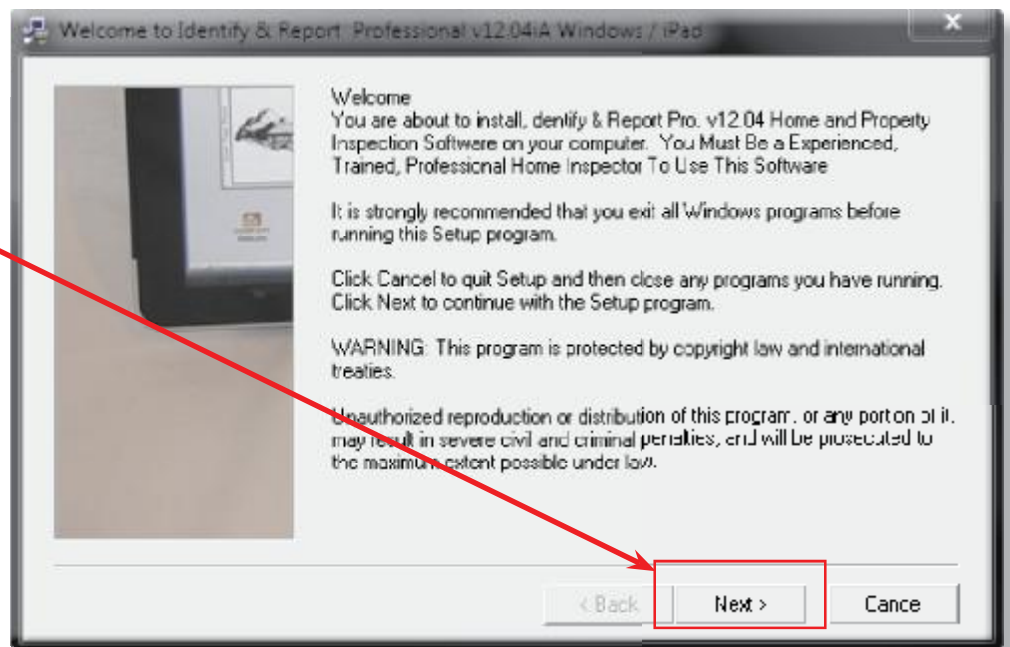 Welcome to Identify & Report Professional v12.04iA Windows / iPad
Welcome
You are about to install, dentify & Report Pro. v12.04 Home and Property
Inspection Software on your computer. You Must Be a Experienced,
Trained, Professional Home Inspector To Use This Software
It is strongly recommended that you exit all Windows programs before
running this Setup program.
Click Cancel to quit Setup and then close any programs you have running.
Click Next to continue with the Setup program.
WARNING: This program is protected by copyright law and international
treaties.
Unauthorized reproduction or distribution of this program, or any portion of it,
may result in severe civil and criminal penalties, and will be prosecuted to
the maximum extent possible under law.
< Back
Next >
Cance